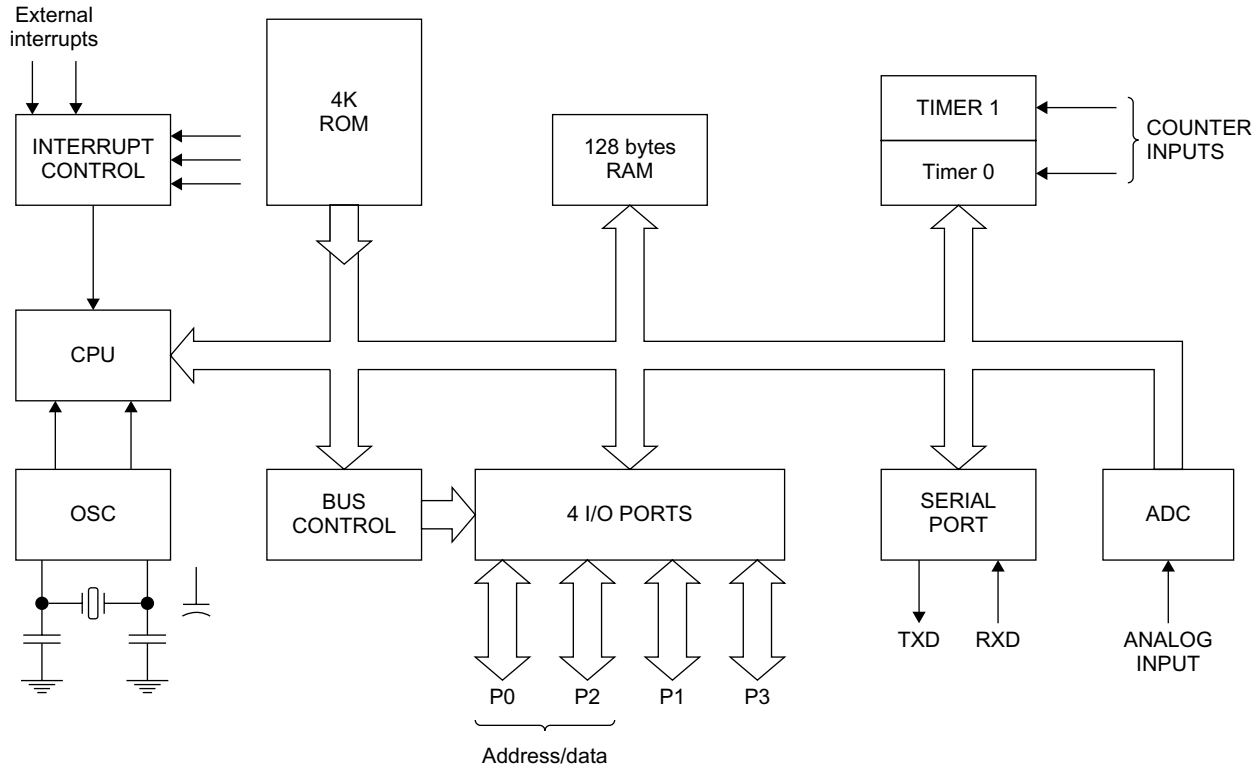 External
interrupts
INTERRUPT
CONTROL
4K
ROM
128 bytes
RAM
TIMER 1
Timer 0
COUNTER
INPUTS
CPU
OSC
BUS
CONTROL
4 I/O PORTS
SERIAL
PORT
ADC
TXD
RXD
ANALOG
INPUT
P0
P2
P1
P3
Address/data